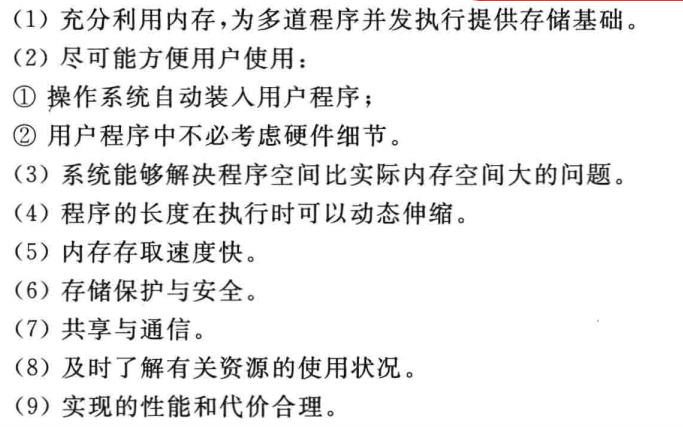 (1) 充分利用内存,为多道程序并发执行提供存储基础。
(2) 尽可能方便用户使用:
① 操作系统自动装入用户程序;
② 用户程序中不必考虑硬件细节。
(3) 系统能够解决程序空间比实际内存空间大的问题。
(4) 程序的长度在执行时可以动态伸缩。
(5) 内存存取速度快。
(6) 存储保护与安全。
(7) 共享与通信。
(8) 及时了解有关资源的使用状况。
(9) 实现的性能和代价合理。